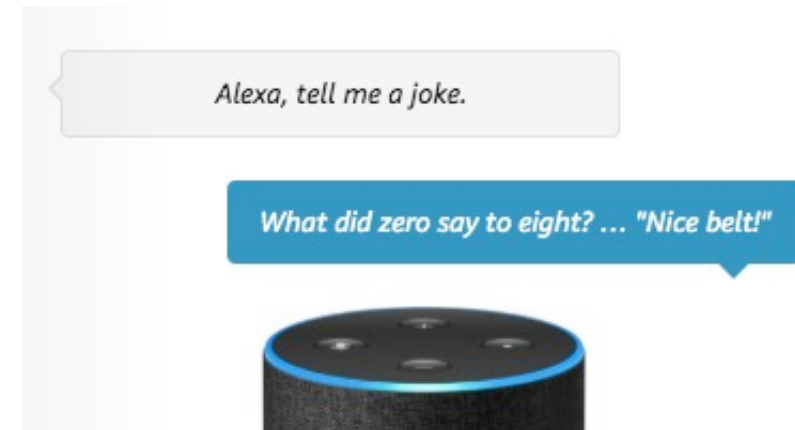 Alexa, tell me a joke.
What did zero say to eight? ... "Nice belt!"